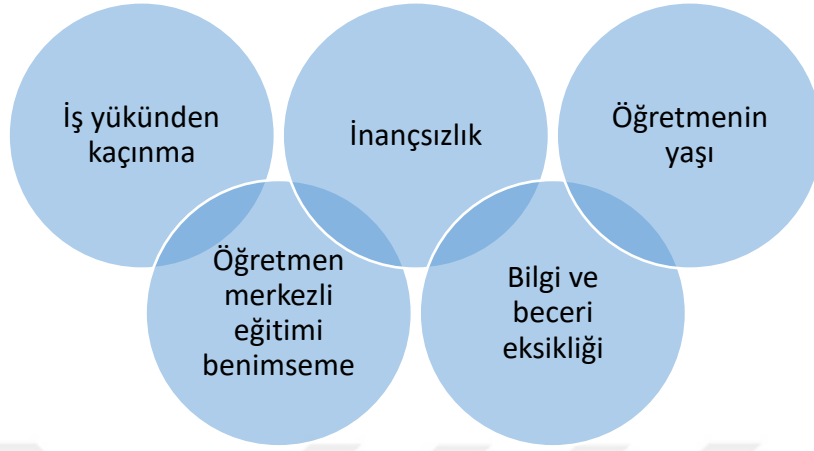 İş yükünden
kaçınma
İnançsızlık
Öğretmenin
yaşı
Öğretmen
merkezli
eğitimi
benimseme
Bilgi ve
beceri
eksikliği